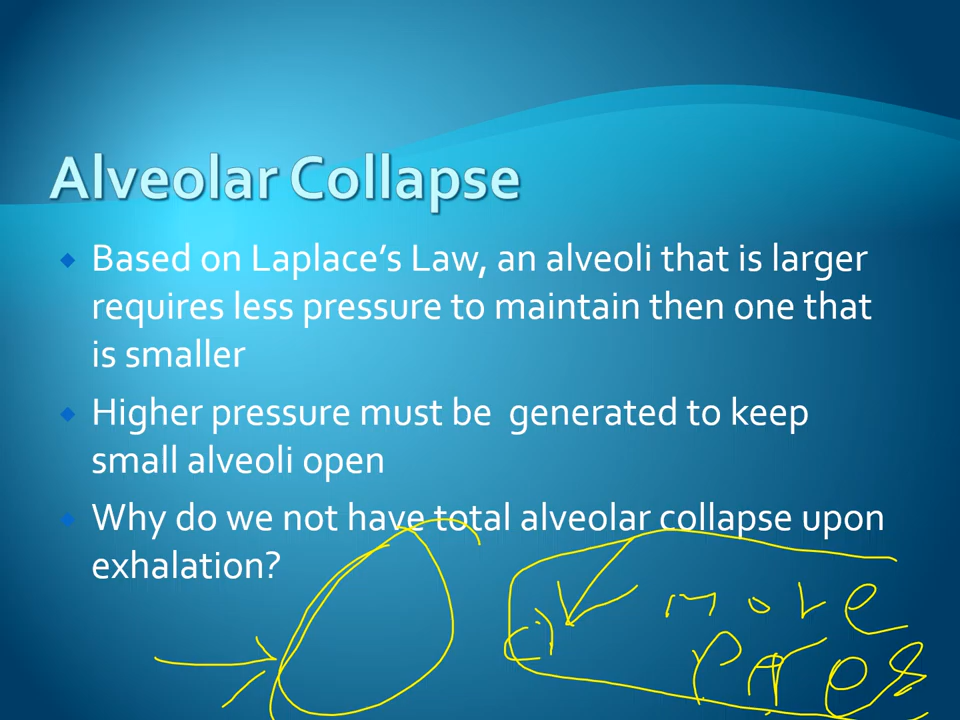 Alveolar Collapse
Based on Laplace's Law, an alveoli that is larger
requires less pressure to maintain then one that
is smaller
Higher pressure must be generated to keep
small alveoli open
Why do we not have total alveolar collapse upon
exhalation?
more
pres